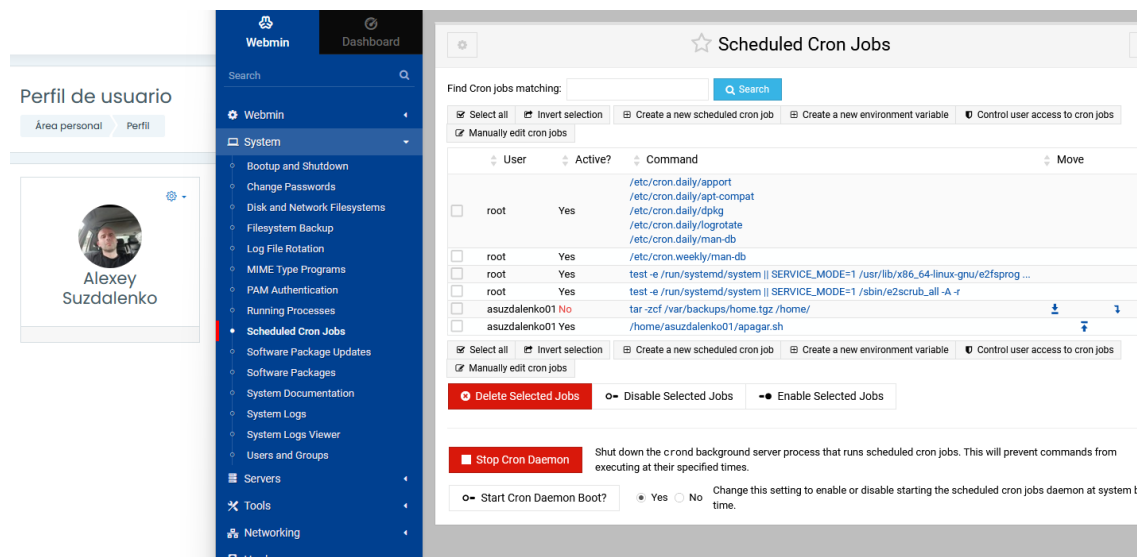 Perfil de usuario
Área personal Perfil
Alexey
Suzdalenko
Webmin Dashboard
Search
Webmin
System
Bootup and Shutdown
Change Passwords
Disk and Network Filesystems
Filesystem Backup
Log File Rotation
MIME Type Programs
PAM Authentication
Running Processes
Scheduled Cron Jobs
Software Package Updates
Software Packages
System Documentation
System Logs
System Logs Viewer
Users and Groups
Servers
Tools
Networking
Scheduled Cron Jobs
Find Cron jobs matching: Search
Select all Invert selection Create a new scheduled cron job Create a new environment variable Control user access to cron jobs
Manually edit cron jobs
User Active? Command Move
/etc/cron.daily/apport
/etc/cron.daily/apt-compat
root Yes /etc/cron.daily/dpkg
/etc/cron.daily/logrotate
/etc/cron.daily/man-db
root Yes /etc/cron.weekly/man-db
root Yes test -e /run/systemd/system || SERVICE_MODE=1 /usr/lib/x86_64-linux-gnu/e2fsprog ...
root Yes test -e /run/systemd/system || SERVICE_MODE=1 /sbin/e2scrub_all -A -r
asuzdalenko01 No tar -zcf /var/backups/home.tgz /home/
asuzdalenko01 Yes /home/asuzdalenko01/apagar.sh
Select all Invert selection Create a new scheduled cron job Create a new environment variable Control user access to cron jobs
Manually edit cron jobs
Delete Selected Jobs Disable Selected Jobs Enable Selected Jobs
Stop Cron Daemon Shut down the crond background server process that runs scheduled cron jobs. This will prevent commands from
executing at their specified times.
Start Cron Daemon Boot? Yes No Change this setting to enable or disable starting the scheduled cron jobs daemon at system
time.